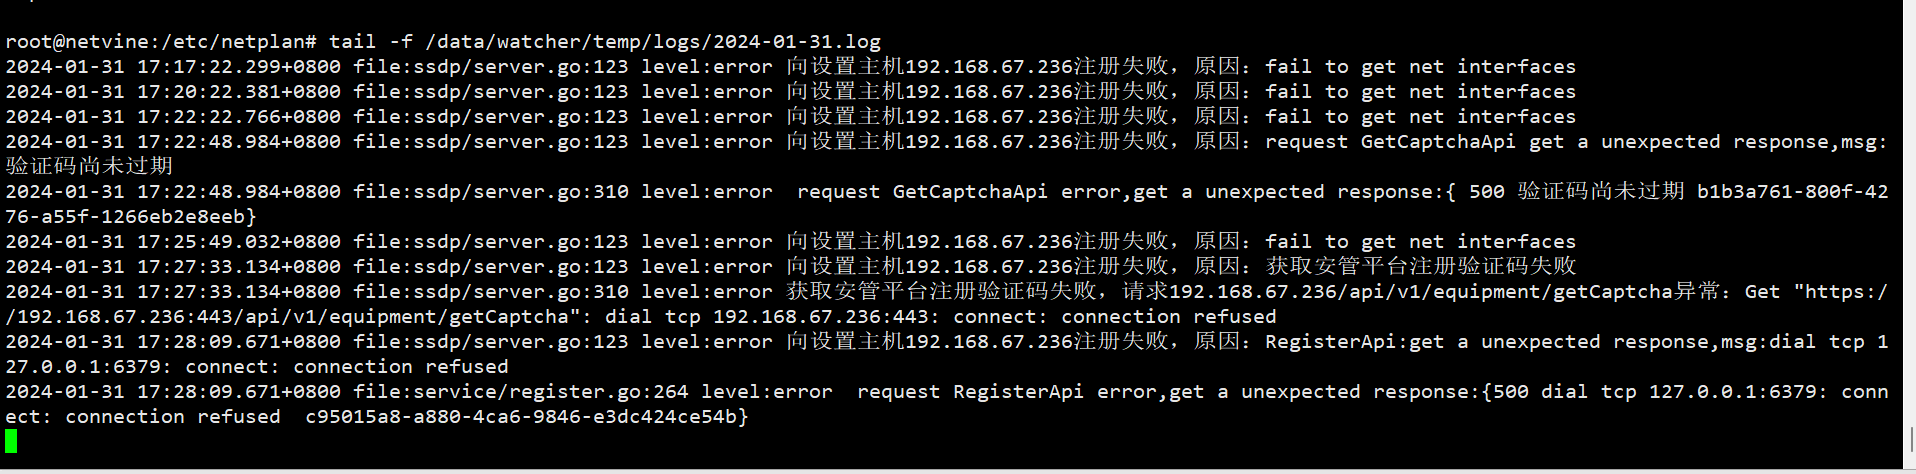 root@netvine:/etc/netplan# tail -f /data/watcher/temp/logs/2024-01-31.log
2024-01-31 17:17:22.299+0800 file:ssdp/server.go:123 level:error 向设置主机192.168.67.236注册失败，原因：fail to get net interfaces
2024-01-31 17:20:22.381+0800 file:ssdp/server.go:123 level:error 向设置主机192.168.67.236注册失败，原因：fail to get net interfaces
2024-01-31 17:22:22.766+0800 file:ssdp/server.go:123 level:error 向设置主机192.168.67.236注册失败，原因：fail to get net interfaces
2024-01-31 17:22:48.984+0800 file:ssdp/server.go:123 level:error 向设置主机192.168.67.236注册失败，原因：request GetCaptchaApi get a unexpected response,msg:
验证码尚未过期
2024-01-31 17:22:48.984+0800 file:ssdp/server.go:310 level:error  request GetCaptchaApi error,get a unexpected response:{ 500 验证码尚未过期 b1b3a761-800f-42
76-a55f-1266eb2e8eeb}
2024-01-31 17:25:49.032+0800 file:ssdp/server.go:123 level:error 向设置主机192.168.67.236注册失败，原因：fail to get net interfaces
2024-01-31 17:27:33.134+0800 file:ssdp/server.go:123 level:error 向设置主机192.168.67.236注册失败，原因：获取安管平台注册验证码失败
2024-01-31 17:27:33.134+0800 file:ssdp/server.go:310 level:error 获取安管平台注册验证码失败，请求192.168.67.236/api/v1/equipment/getCaptcha异常：Get "https:/
/192.168.67.236:443/api/v1/equipment/getCaptcha": dial tcp 192.168.67.236:443: connect: connection refused
2024-01-31 17:28:09.671+0800 file:ssdp/server.go:123 level:error 向设置主机192.168.67.236注册失败，原因：RegisterApi:get a unexpected response,msg:dial tcp 1
27.0.0.1:6379: connect: connection refused
2024-01-31 17:28:09.671+0800 file:service/register.go:264 level:error  request RegisterApi error,get a unexpected response:{500 dial tcp 127.0.0.1:6379: conn
ect: connection refused  c95015a8-a880-4ca6-9846-e3dc424ce54b}